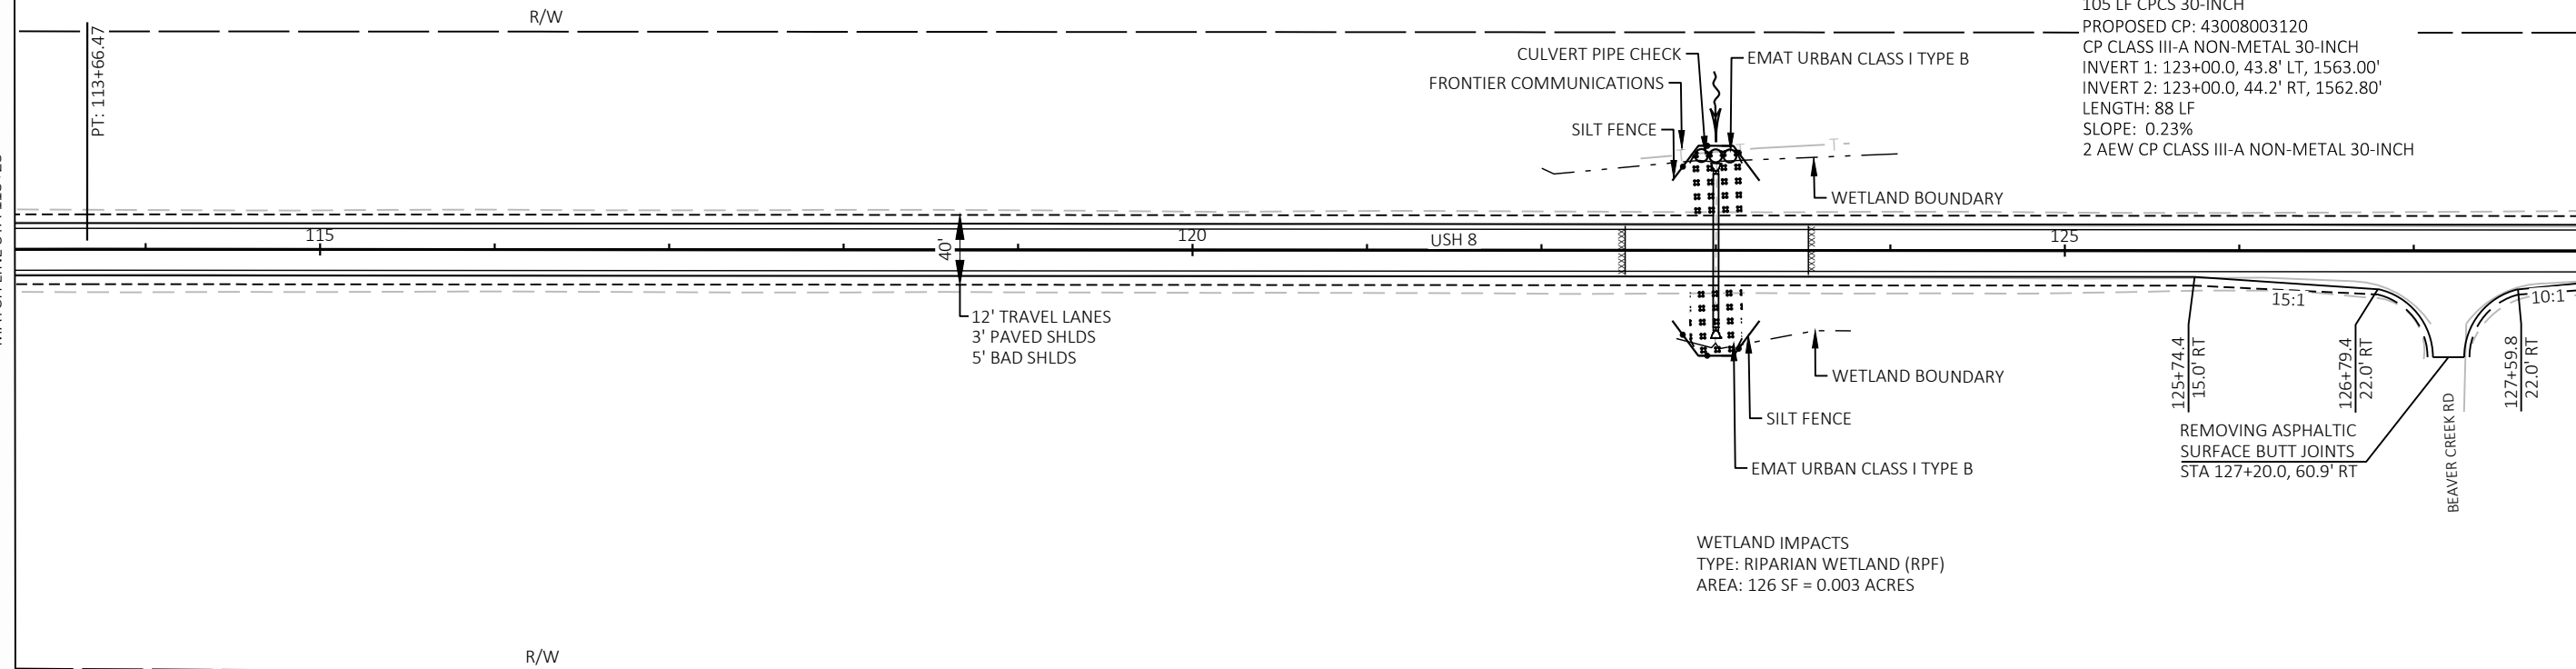 R/W
PT: 113+66.47
CULVERT PIPE CHECK
FRONTIER COMMUNICATIONS
SILT FENCE
EMAT URBAN CLASS I TYPE B
105 LF CPCS 30-INCH
PROPOSED CP: 43008003120
CP CLASS III-A NON-METAL 30-INCH
INVERT 1: 123+00.0, 43.8' LT, 1563.00'
INVERT 2: 123+00.0, 44.2' RT, 1562.80'
LENGTH: 88 LF
SLOPE: 0.23%
2 AEW CP CLASS III-A NON-METAL 30-INCH
T
T
WETLAND BOUNDARY
115
40'
120
USH 8
125
12' TRAVEL LANES
3' PAVED SHLDS
5' BAD SHLDS
15:1
10:1
125+74.4
15.0' RT
126+79.4
22.0' RT
127+59.8
22.0' RT
WETLAND BOUNDARY
SILT FENCE
EMAT URBAN CLASS I TYPE B
REMOVING ASPHALTIC
SURFACE BUTT JOINTS
STA 127+20.0, 60.9' RT
BEAVER CREEK RD
WETLAND IMPACTS
TYPE: RIPARIAN WETLAND (RPF)
AREA: 126 SF = 0.003 ACRES
R/W